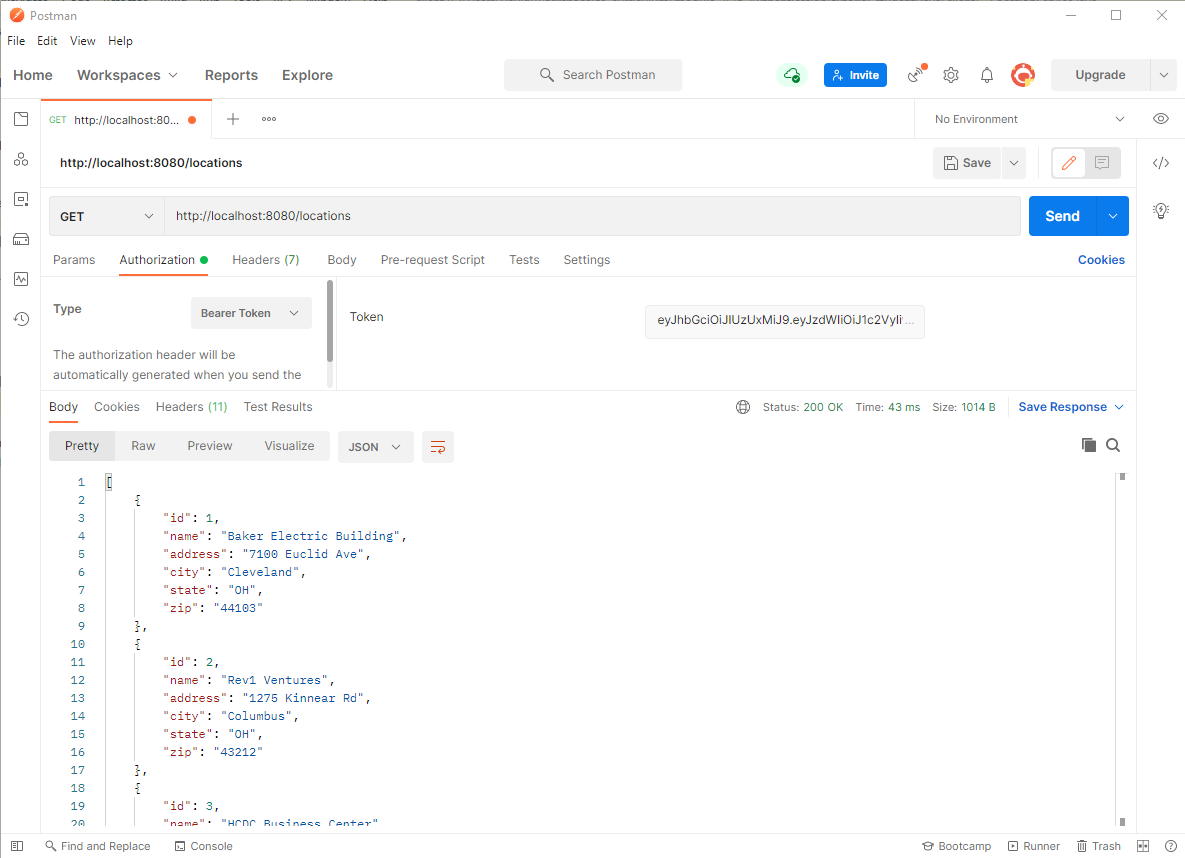 Postman
File Edit View Help
Home Workspaces Reports Explore Search Postman Invite Upgrade
GET http://localhost:80... No Environment
http://localhost:8080/locations Save
GET http://localhost:8080/locations Send
Params Authorization Headers (7) Body Pre-request Script Tests Settings Cookies
Type Bearer Token Token eyJhbGciOiJIUzUxMiJ9.eyJzdWIiOiJ1c2VyIi...
The authorization header will be
automatically generated when you send the
Body Cookies Headers (11) Test Results Status: 200 OK Time: 43 ms Size: 1014 B Save Response
Pretty Raw Preview Visualize JSON
1 [
2 {
3 "id": 1,
4 "name": "Baker Electric Building",
5 "address": "7100 Euclid Ave",
6 "city": "Cleveland",
7 "state": "OH",
8 "zip": "44103"
9 },
10 {
11 "id": 2,
12 "name": "Rev1 Ventures",
13 "address": "1275 Kinnear Rd",
14 "city": "Columbus",
15 "state": "OH",
16 "zip": "43212"
17 },
18 {
19 "id": 3,
20 "name": "HCDC Business Center"
Find and Replace Console Bootcamp Runner Trash